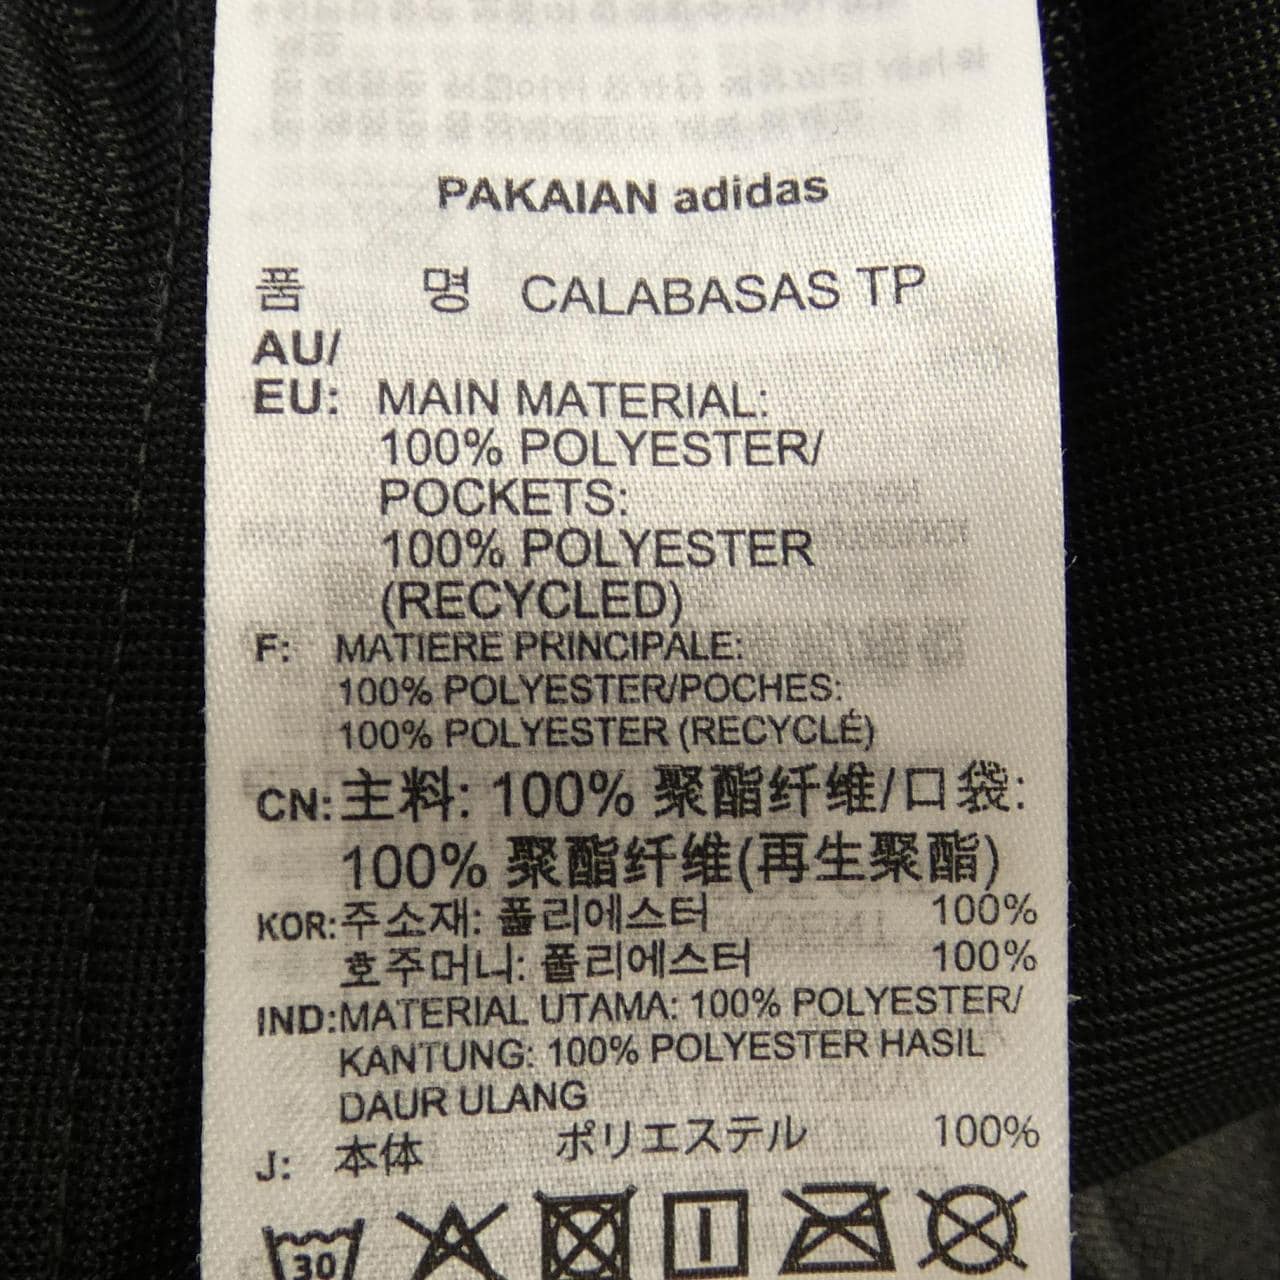 PAKAIAN adidas
품 명 CALABASAS TP
AU/
EU: MAIN MATERIAL:
100% POLYESTER/
POCKETS:
100% POLYESTER
(RECYCLED)
F: MATIERE PRINCIPALE:
100% POLYESTER/POCHES:
100% POLYESTER (RECYCLÉ)
CN: 主料: 100% 聚酯纤维/口袋:
100% 聚酯纤维(再生聚酯)
KOR: 주소재: 폴리에스터 100%
호주머니: 폴리에스터 100%
IND: MATERIAL UTAMA: 100% POLYESTER/
KANTUNG: 100% POLYESTER HASIL
DAUR ULANG
J: 本体 ポリエステル 100%
30